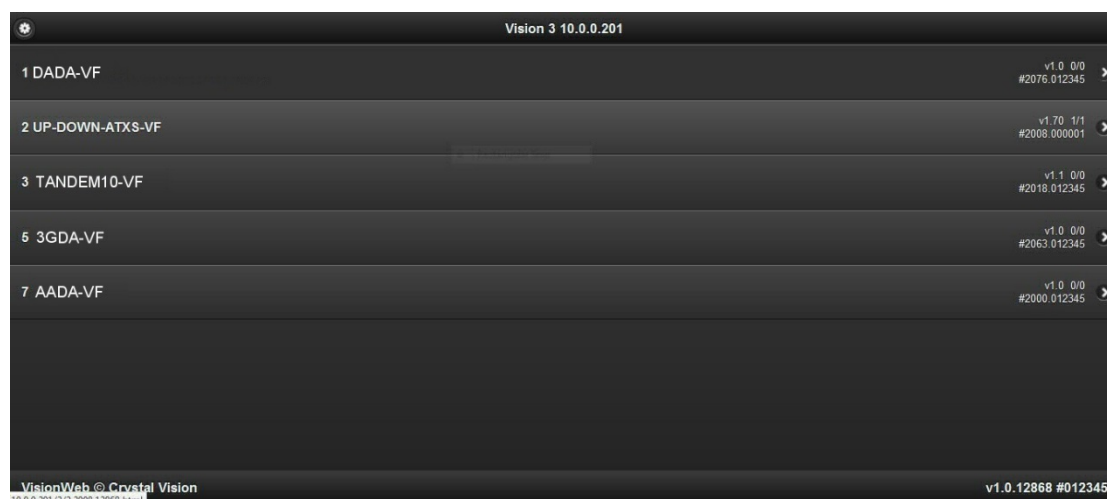 Vision 3 10.0.0.201
1 DADA-VF
v1.0 0/0
#2076.012345
2 UP-DOWN-ATXS-VF
v1.70 1/1
#2008.000001
3 TANDEM10-VF
v1.1 0/0
#2018.012345
5 3GDA-VF
v1.0 0/0
#2063.012345
7 AADA-VF
v1.0 0/0
#2000.012345
VisionWeb © Crystal Vision
v1.0.12868 #012345